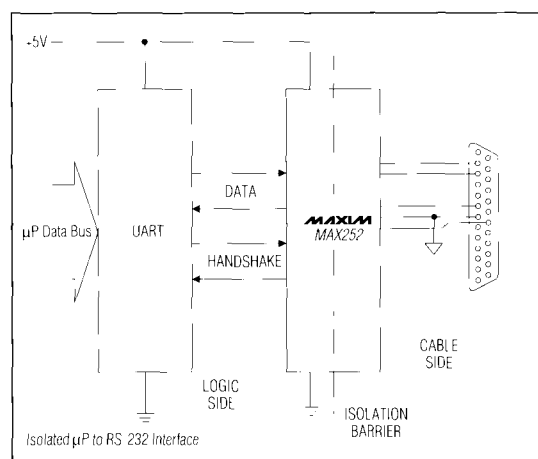 +5V
DATA
µP Data Bus
UART
MAXIM
MAX252
HANDSHAKE
CABLE
SIDE
LOGIC
SIDE
ISOLATION
BARRIER
Isolated µP to RS 232 Interface